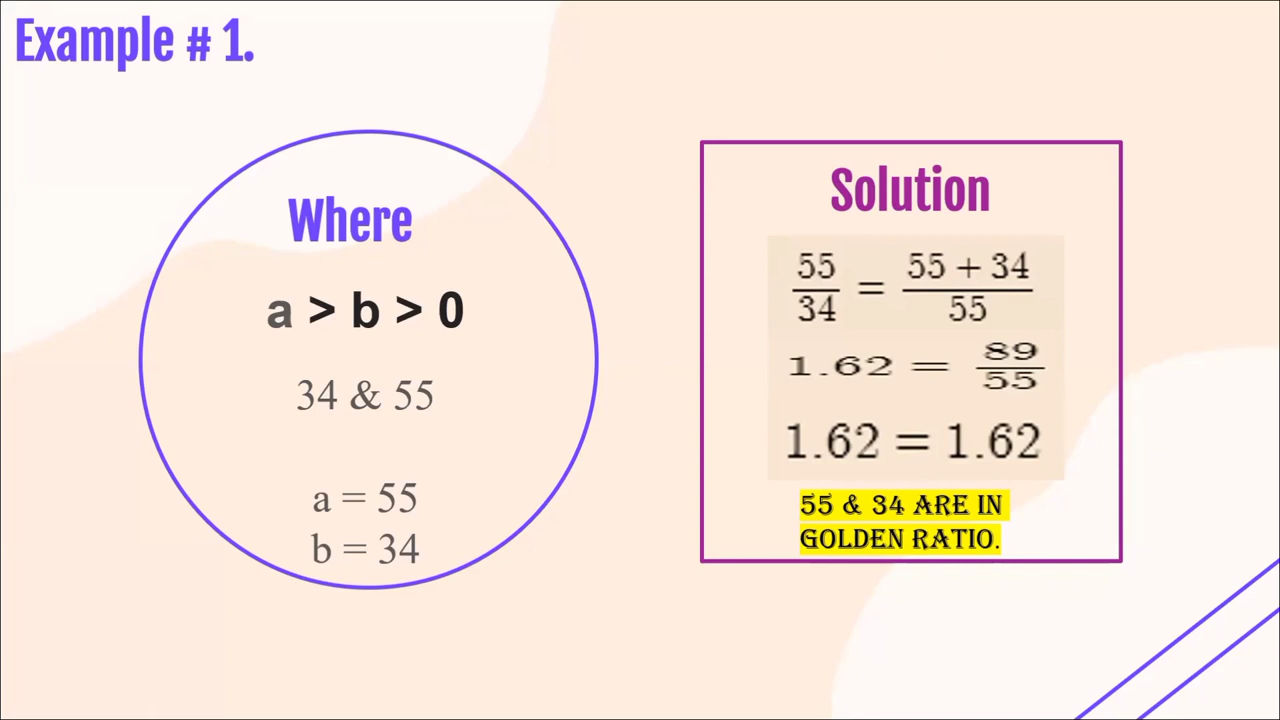 Example # 1.
Where
a > b > 0
34 & 55
a = 55
b = 34
Solution
55/34 = (55 + 34)/55
1.62 = 89/55
1.62 = 1.62
55 & 34 ARE IN
GOLDEN RATIO.